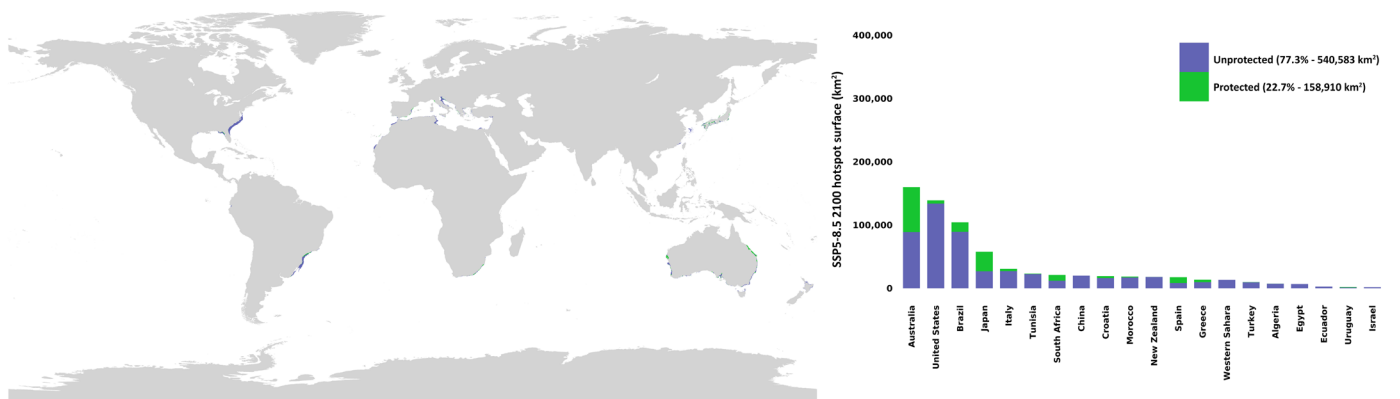 400,000
300,000
200,000
100,000
0
SSP5-8.5 2100 hotspot surface (km²)
Unprotected (77.3% - 540,583 km²)
Protected (22.7% - 158,910 km²)
Australia
United States
Brazil
Japan
Italy
Tunisia
South Africa
China
Croatia
Morocco
New Zealand
Spain
Greece
Western Sahara
Turkey
Algeria
Egypt
Ecuador
Uruguay
Israel